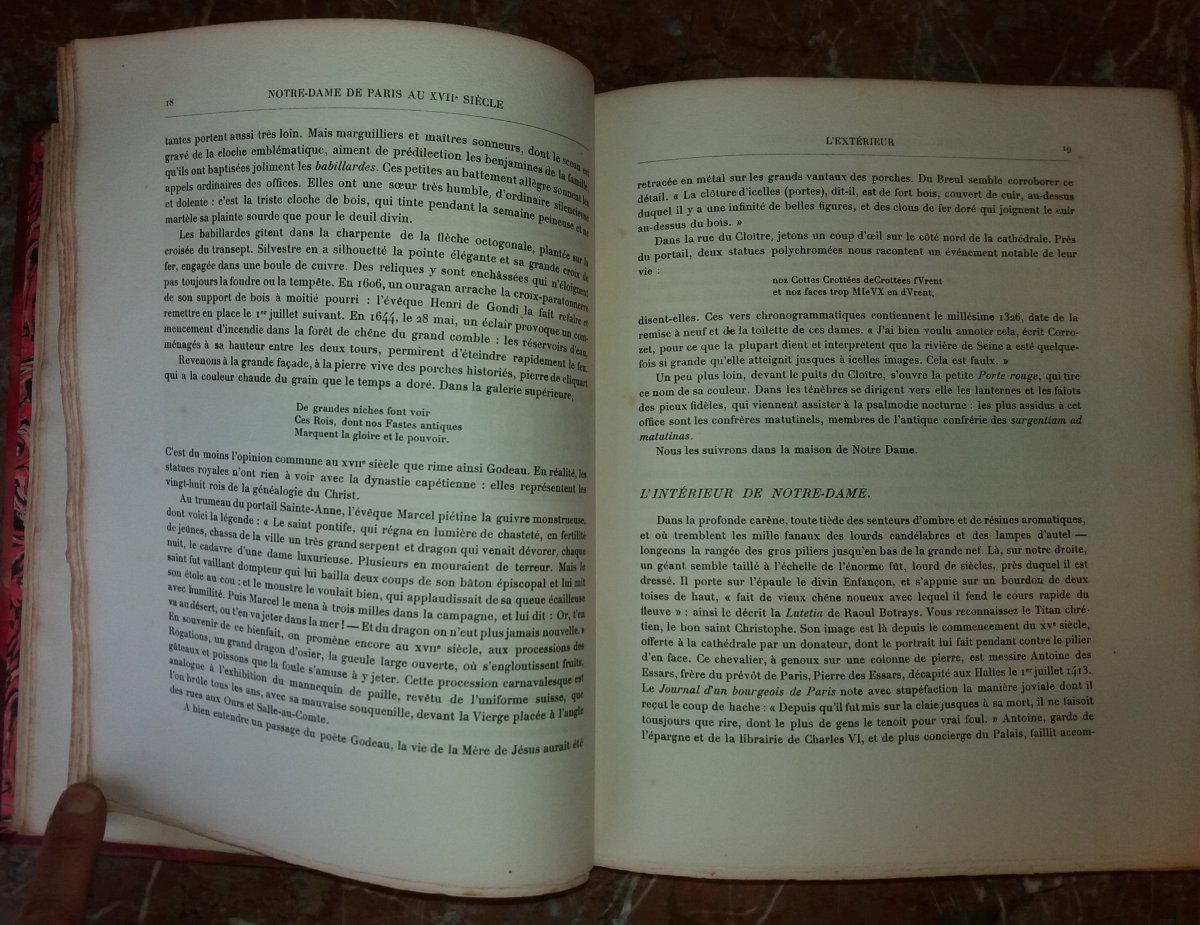 18
NOTRE-DAME DE PARIS AU XVIIe SIÈCLE
tantes portent aussi très loin. Mais marguilliers et maîtres sonneurs, dont le sceau est
gravé de la cloche emblématique, aiment de prédilection les benjamines de la famille,
qu'ils ont baptisées joliment les babillardes. Ces petites au battement allègre sonnent les
appels ordinaires des offices. Elles ont une sœur très humble, d'ordinaire silencieuse
et dolente : c'est la triste cloche de bois, qui tinte pendant la semaine peineuse et ne
martèle sa plainte sourde que pour le deuil divin.
Les babillardes gîtent dans la charpente de la flèche octogonale, plantée sur la
croisée du transept. Silvestre en a silhouetté la pointe élégante et sa grande croix de
fer, engagée dans une boule de cuivre. Des reliques y sont enchâssées qui n'éloignent
pas toujours la foudre ou la tempête. En 1606, un ouragan arrache la croix-paratonnerre
de son support de bois à moitié pourri : l'évêque Henri de Gondi la fait refaire et
remettre en place le 1er juillet suivant. En 1644, le 28 mai, un éclair provoque un com-
mencement d'incendie dans la forêt de chêne du grand comble : les réservoirs d'eau,
ménagés à sa hauteur entre les deux tours, permirent d'éteindre rapidement le feu.
Revenons à la grande façade, à la pierre vive des porches historiés, pierre de cliquart
qui a la couleur chaude du grain que le temps a doré. Dans la galerie supérieure,
De grandes niches font voir
Ces Rois, dont nos Fastes antiques
Marquent la gloire et le pouvoir.
C'est du moins l'opinion commune au XVIIe siècle que rime ainsi Godeau. En réalité, les
statues royales n'ont rien à voir avec la dynastie capétienne : elles représentent les
vingt-huit rois de la généalogie du Christ.
Au trumeau du portail Sainte-Anne, l'évêque Marcel piétine la guivre monstrueuse,
dont voici la légende : « Le saint pontife, qui régna en lumière de chasteté, en fertilité
de jeûnes, chassa de la ville un très grand serpent et dragon qui venait dévorer, chaque
nuit, le cadavre d'une dame luxurieuse. Plusieurs en mouraient de terreur. Mais le
saint fut vaillant dompteur qui lui bailla deux coups de son bâton épiscopal et lui mit
son étole au cou : et le monstre le voulait bien, qui applaudissait de sa queue écailleuse
avec humilité. Puis Marcel le mena à trois milles dans la campagne, et lui dit : Or, t'en
va au désert, ou t'en va jeter dans la mer ! — Et du dragon on n'eut plus jamais nouvelle. »
En souvenir de ce bienfait, on promène encore au XVIIe siècle, aux processions des
Rogations, un grand dragon d'osier, la gueule large ouverte, où s'engloutissent fruits,
gâteaux et poissons que la foule s'amuse à y jeter. Cette procession carnavalesque est
analogue à l'exhibition du mannequin de paille, revêtu de l'uniforme suisse, que
l'on brûle tous les ans, avec sa mauvaise souquenille, devant la Vierge placée à l'angle
des rues aux Ours et Salle-au-Comte.
A bien entendre un passage du poète Godeau, la vie de la Mère de Jésus aurait été
L'EXTÉRIEUR
19
retracée en métal sur les grands vantaux des porches. Du Breul semble corroborer ce
détail. « La clôture d'icelles (portes), dit-il, est de fort bois, couvert de cuir, au-dessus
duquel il y a une infinité de belles figures, et des clous de fer doré qui joignent le cuir
au-dessus du bois. »
Dans la rue du Cloître, jetons un coup d'œil sur le côté nord de la cathédrale. Près
du portail, deux statues polychromées nous racontent un événement notable de leur
vie :
noz Cottes Crottées deCrottées fVrent
et noz faces trop MIeVX en dVrent,
disent-elles. Ces vers chronogrammatiques contiennent le millésime 1326, date de la
remise à neuf et de la toilette de ces dames. « J'ai bien voulu annoter cela, écrit Corro-
zet, pour ce que la plupart dient et interprètent que la rivière de Seine a esté quelque-
fois si grande qu'elle atteignit jusques à icelles images. Cela est faulx. »
Un peu plus loin, devant le puits du Cloître, s'ouvre la petite Porte rouge, qui tire
ce nom de sa couleur. Dans les ténèbres se dirigent vers elle les lanternes et les falots
des pieux fidèles, qui viennent assister à la psalmodie nocturne : les plus assidus à cet
office sont les confrères matutinels, membres de l'antique confrérie des surgentium ad
matutinas.
Nous les suivrons dans la maison de Notre Dame.
L'INTÉRIEUR DE NOTRE-DAME.
Dans la profonde carène, toute tiède des senteurs d'ombre et de résines aromatiques,
et où tremblent les mille fanaux des lourds candélabres et des lampes d'autel —
longeons la rangée des gros piliers jusqu'en bas de la grande nef. Là, sur notre droite,
un géant semble taillé à l'échelle de l'énorme fût, lourd de siècles, près duquel il est
dressé. Il porte sur l'épaule le divin Enfançon, et s'appuie sur un bourdon de deux
toises de haut, « fait de vieux chêne noueux avec lequel il fend le cours rapide du
fleuve » : ainsi le décrit la Lutetia de Raoul Botrays. Vous reconnaissez le Titan chré-
tien, le bon saint Christophe. Son image est là depuis le commencement du XVe siècle,
offerte à la cathédrale par un donateur, dont le portrait lui fait pendant contre le pilier
d'en face. Ce chevalier, à genoux sur une colonne de pierre, est messire Antoine des
Essars, frère du prévôt de Paris, Pierre des Essars, décapité aux Halles le 1er juillet 1413.
Le Journal d'un bourgeois de Paris note avec stupéfaction la manière joviale dont il
reçut le coup de hache : « Depuis qu'il fut mis sur la claie jusques à sa mort, il ne faisoit
tousjours que rire, dont le plus de gens le tenoit pour vrai foul. » Antoine, garde de
l'épargne et de la librairie de Charles VI, et de plus concierge du Palais, faillit accom-